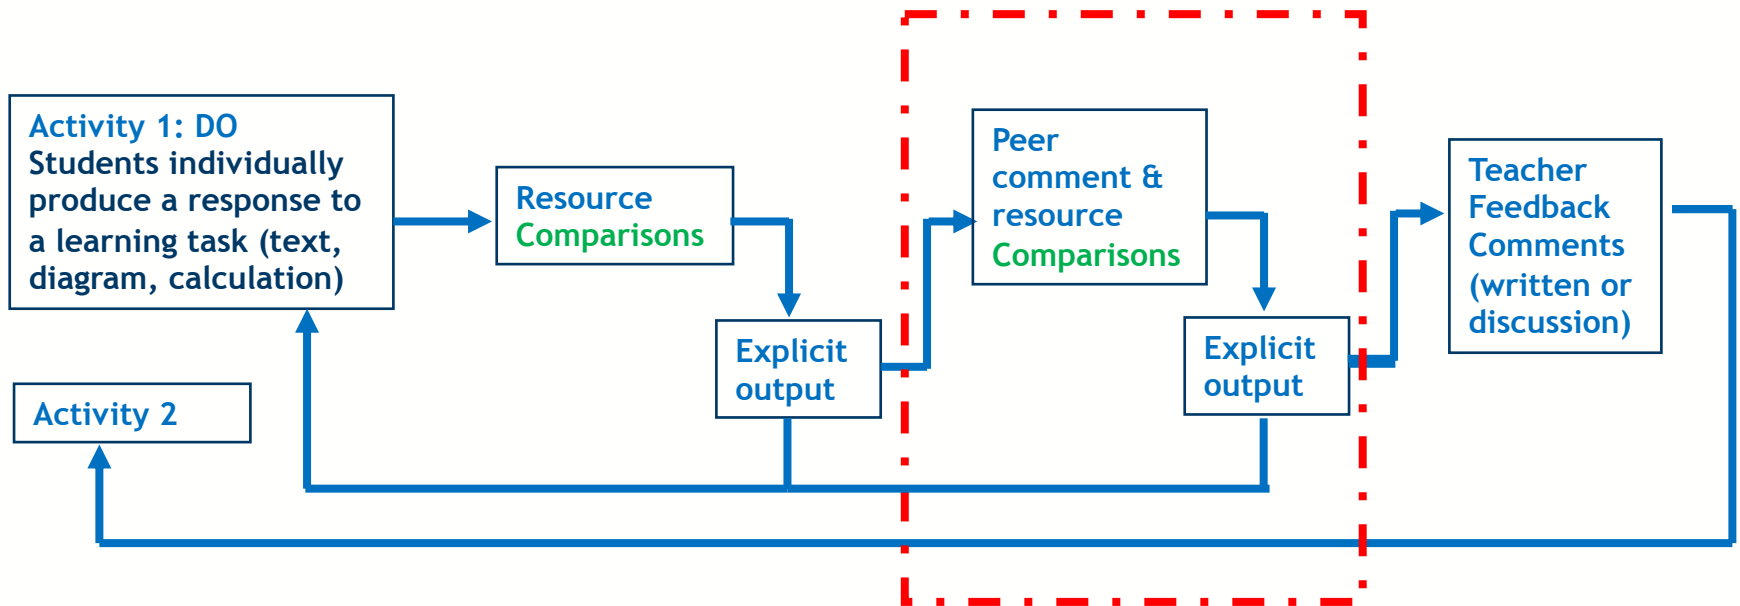 Activity 1: DO
Students individually
produce a response to
a learning task (text,
diagram, calculation)
Resource
Comparisons
Explicit
output
Peer
comment &
resource
Comparisons
Explicit
output
Teacher
Feedback
Comments
(written or
discussion)
Activity 2